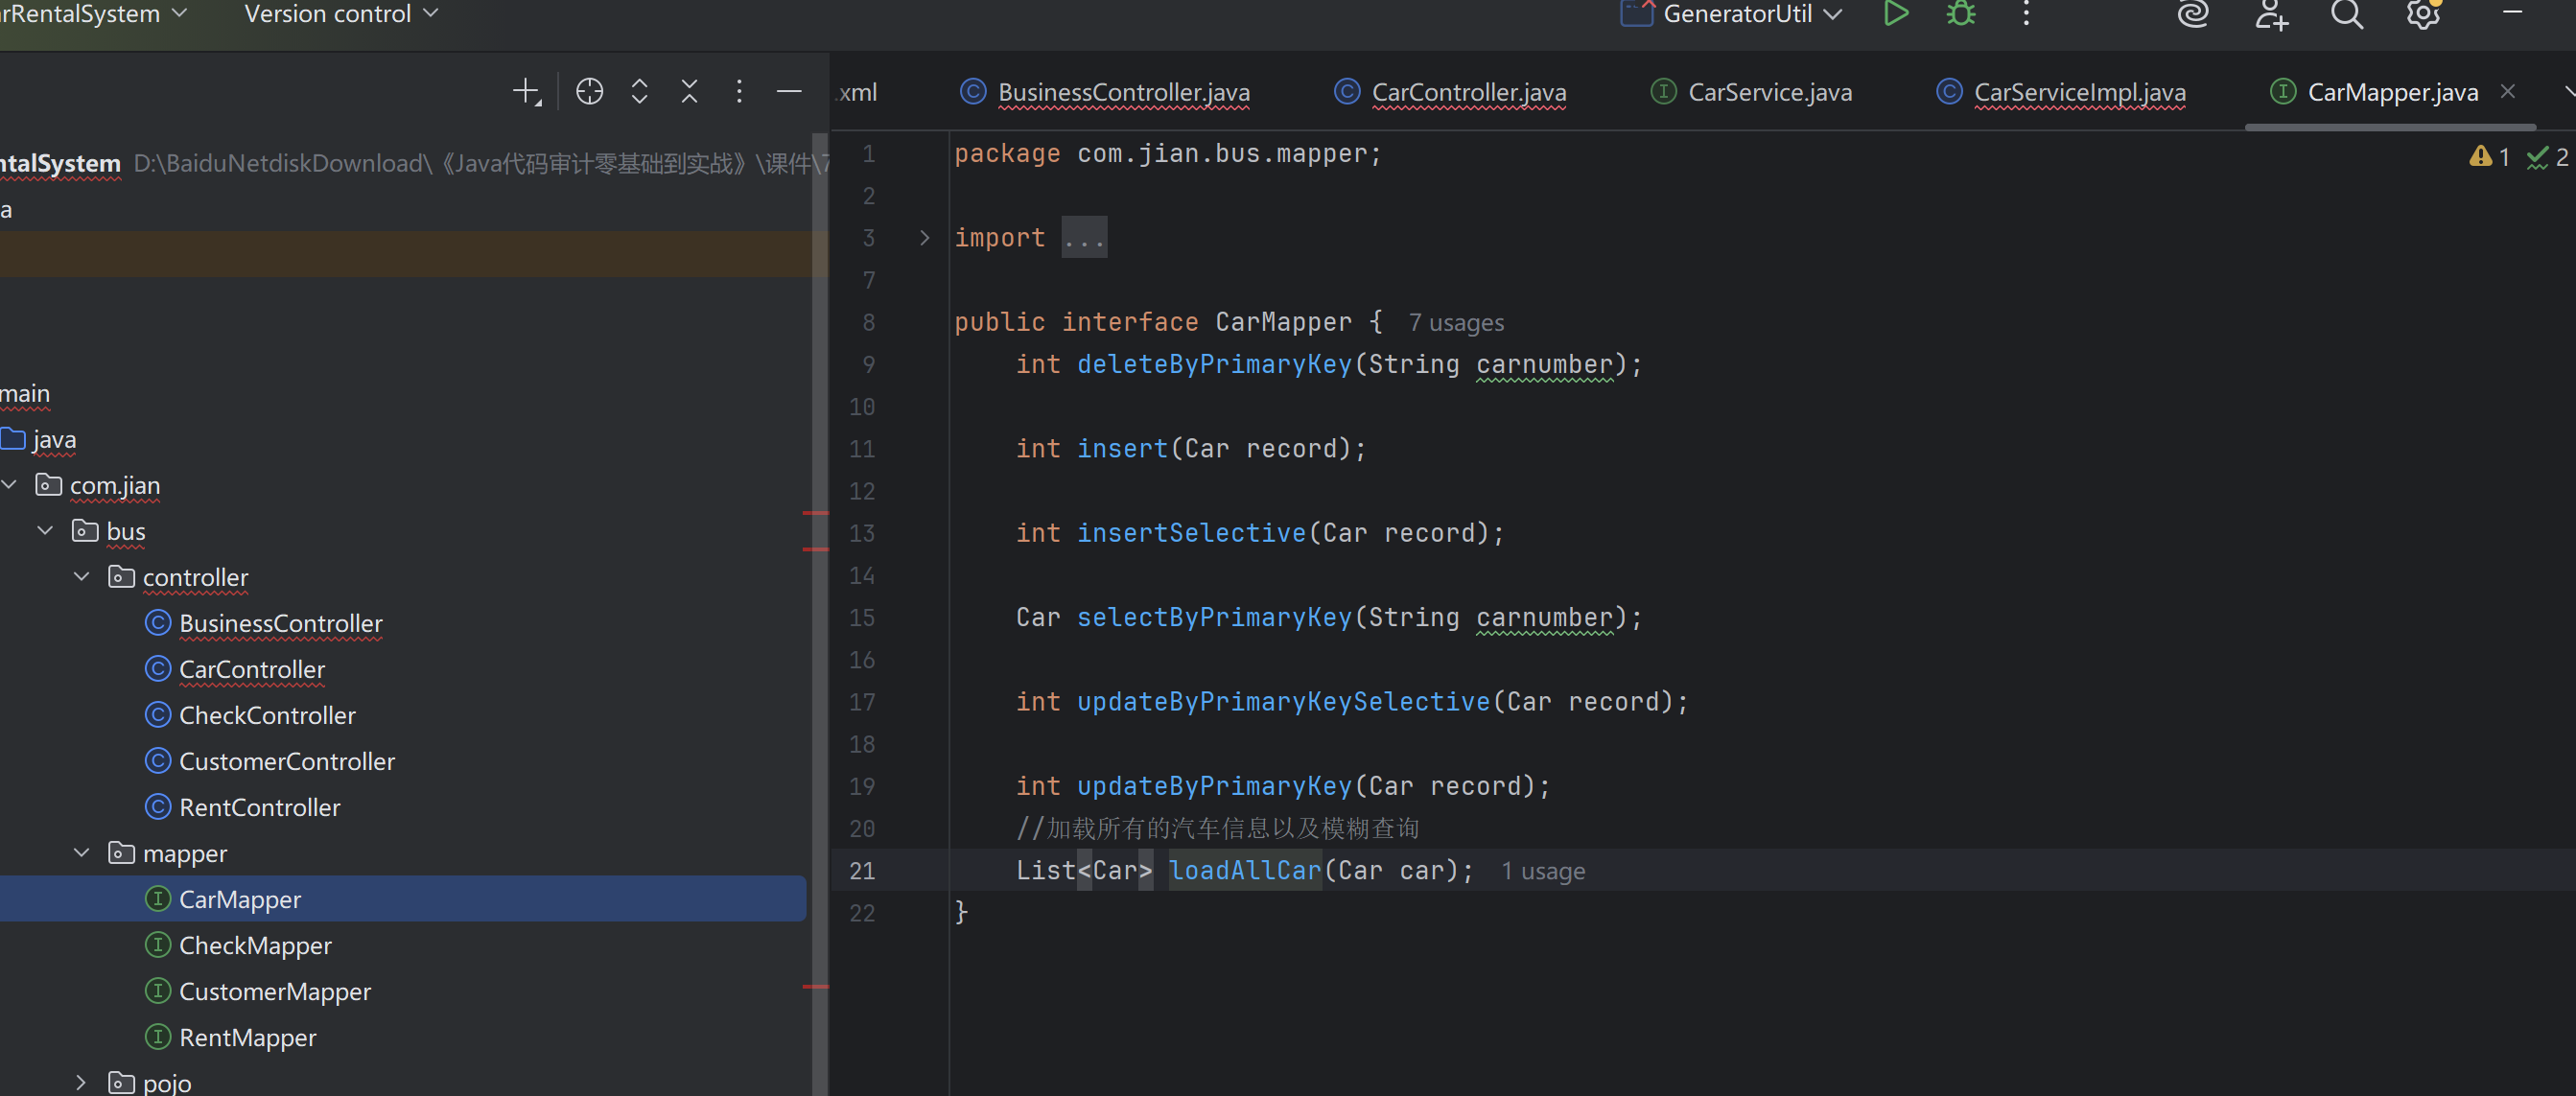 rRentalSystem Version control GeneratorUtil
.xml BusinessController.java CarController.java CarService.java CarServiceImpl.java CarMapper.java
ntalSystem D:\BaiduNetdiskDownload\《Java代码审计零基础到实战》\课件\7
a
main
java
com.jian
bus
controller
BusinessController
CarController
CheckController
CustomerController
RentController
mapper
CarMapper
CheckMapper
CustomerMapper
RentMapper
pojo
1 package com.jian.bus.mapper;
1 2
2
3 import ...
7
8 public interface CarMapper { 7 usages
9 int deleteByPrimaryKey(String carnumber);
10
11 int insert(Car record);
12
13 int insertSelective(Car record);
14
15 Car selectByPrimaryKey(String carnumber);
16
17 int updateByPrimaryKeySelective(Car record);
18
19 int updateByPrimaryKey(Car record);
20 //加载所有的汽车信息以及模糊查询
21 List<Car> loadAllCar(Car car); 1 usage
22 }